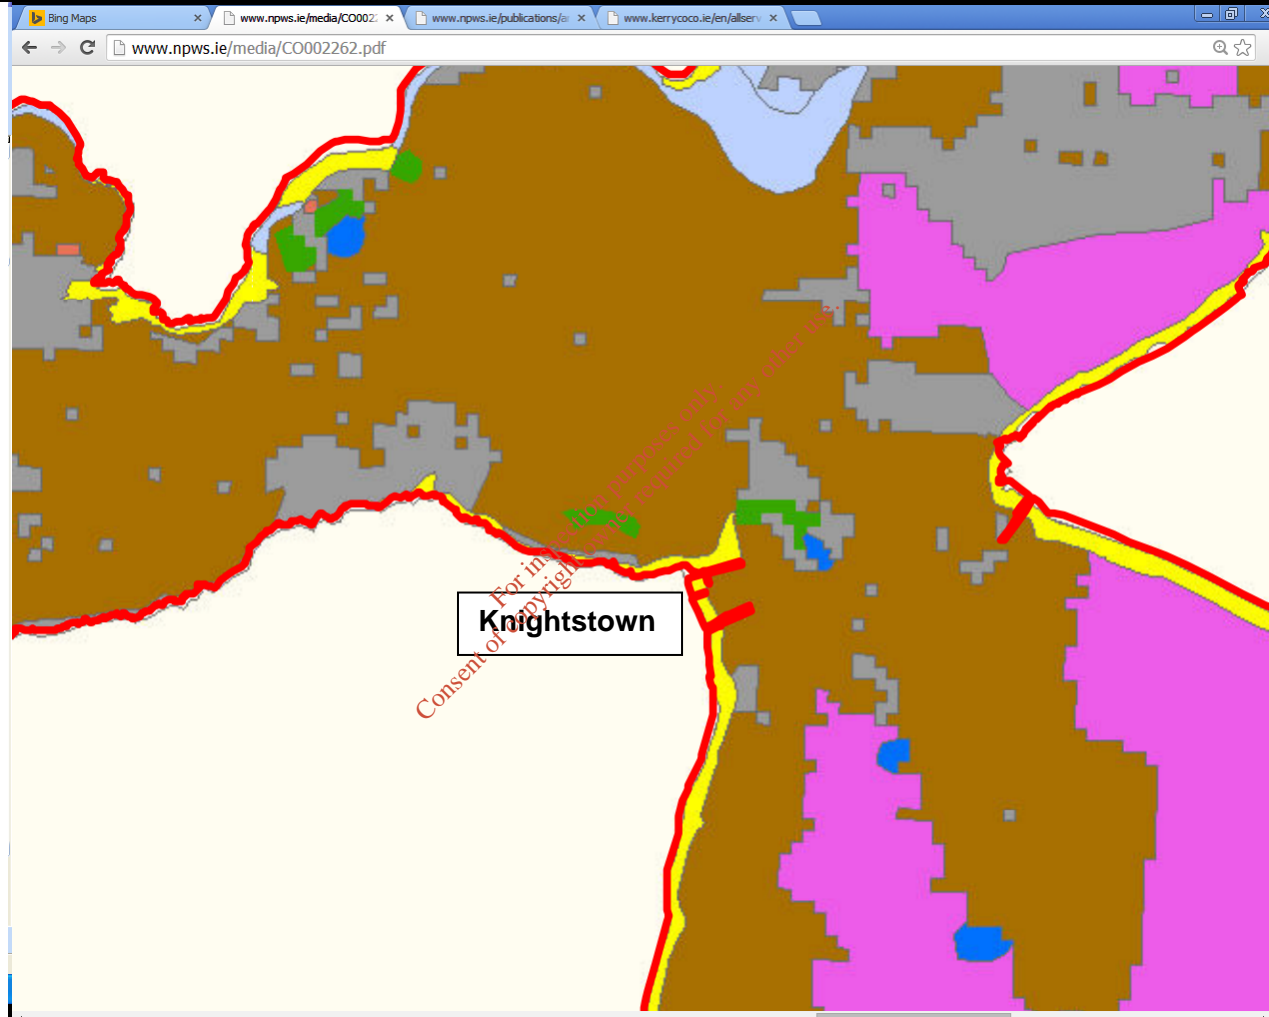 Bing Maps
www.npws.ie/media/CO002
www.npws.ie/publications/a
www.kerrycoco.ie/en/allserv
www.npws.ie/media/CO002262.pdf
For inspection purposes only.
Consent of copyright owner required for any other use.
Knightstown